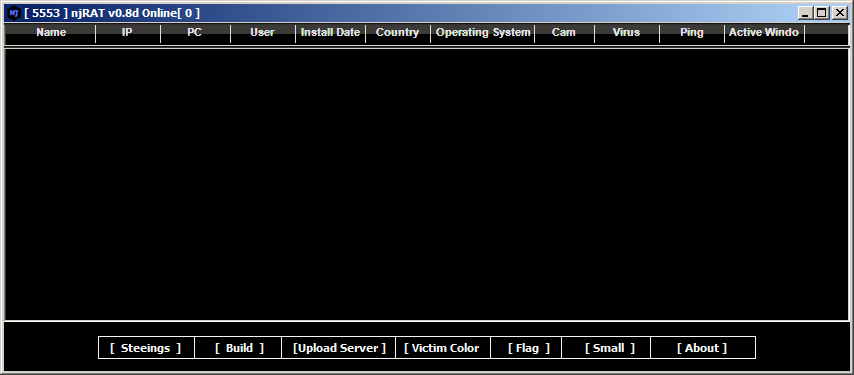 NJ [ 5553 ] njRAT v0.8d Online[ 0 ]
Name IP PC User Install Date Country Operating System Cam Virus Ping Active Windo
[ Steeings ] [ Build ] [Upload Server ] [ Victim Color [ Flag ] [ Small ] [ About ]